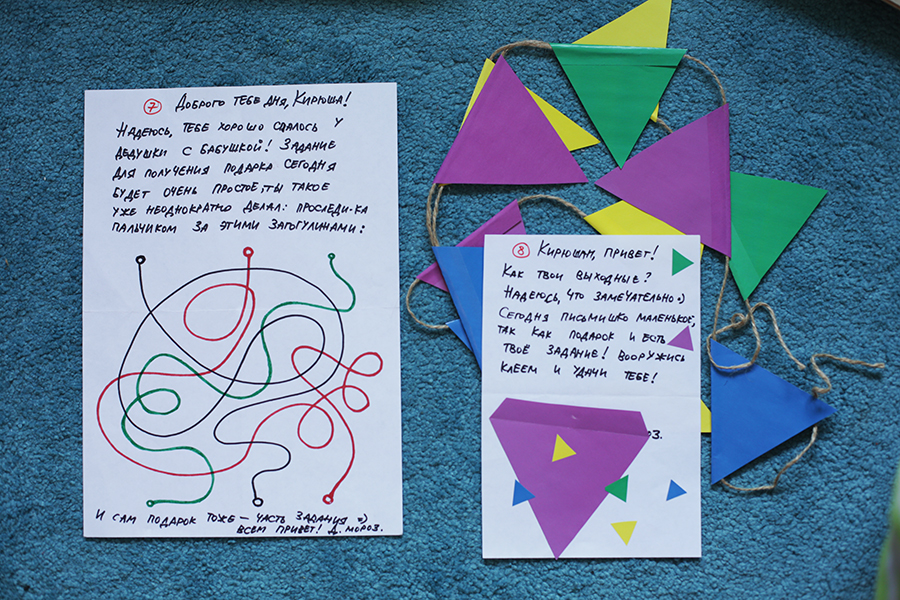 7 Доброго тебе дня, Кирюша!
Надеюсь, тебе хорошо спалось у
дедушки с бабушкой! Задание
для получения подарка сегодня
будет очень простое, ты такое
уже неоднократно делал: проследи-ка
пальчиком за этими загогулинами:
И сам подарок тоже — часть задания =)
Всем привет! Д. Мороз.
8 Кирюшам, привет!
Как твои выходные?
Надеюсь, что замечательно =)
Сегодня письмишко маленькое,
так как подарок и есть
твоё задание! Вооружись
клеем и удачи тебе!
оз.